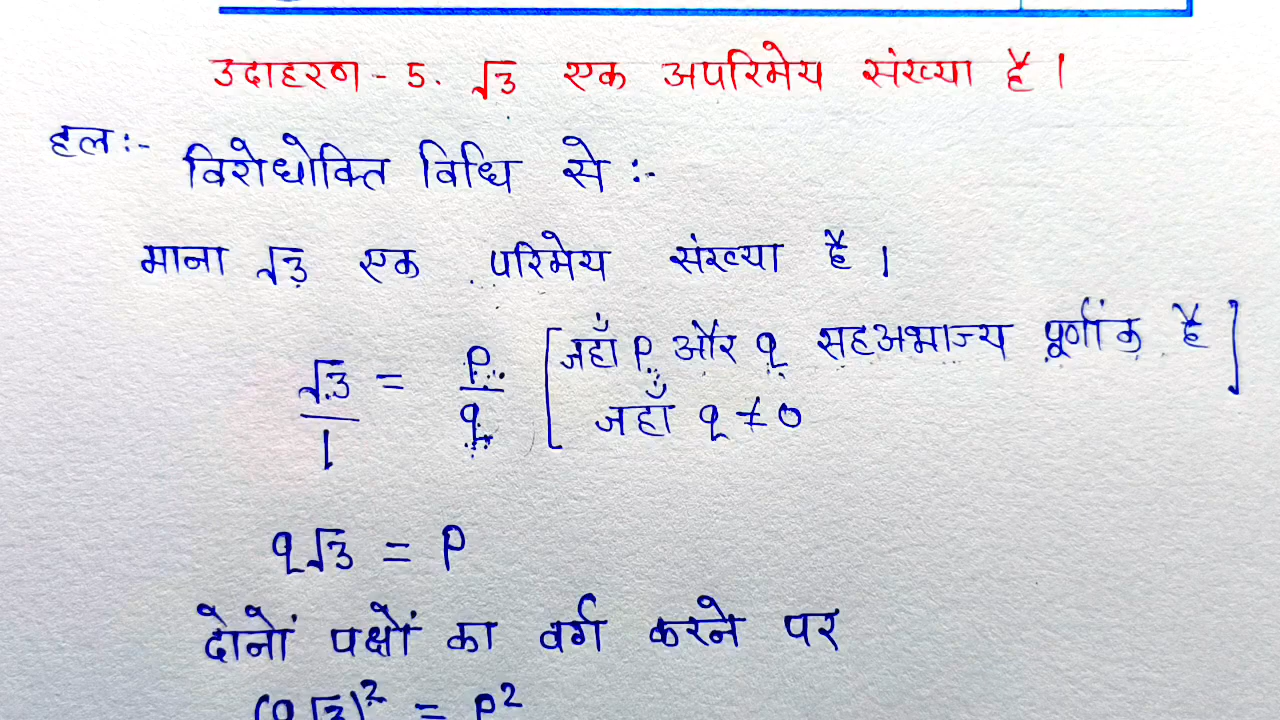 उदाहरण - 5. √3 एक अपरिमेय संख्या है।
हल :-
विरोधोक्ति विधि से :-
माना √3 एक परिमेय संख्या है।
√3/1 = p/q [जहाँ p और q सहअभाज्य पूर्णांक है]
जहाँ q ≠ 0
q√3 = p
दोनों पक्षों का वर्ग करने पर
(q√3)² = p²